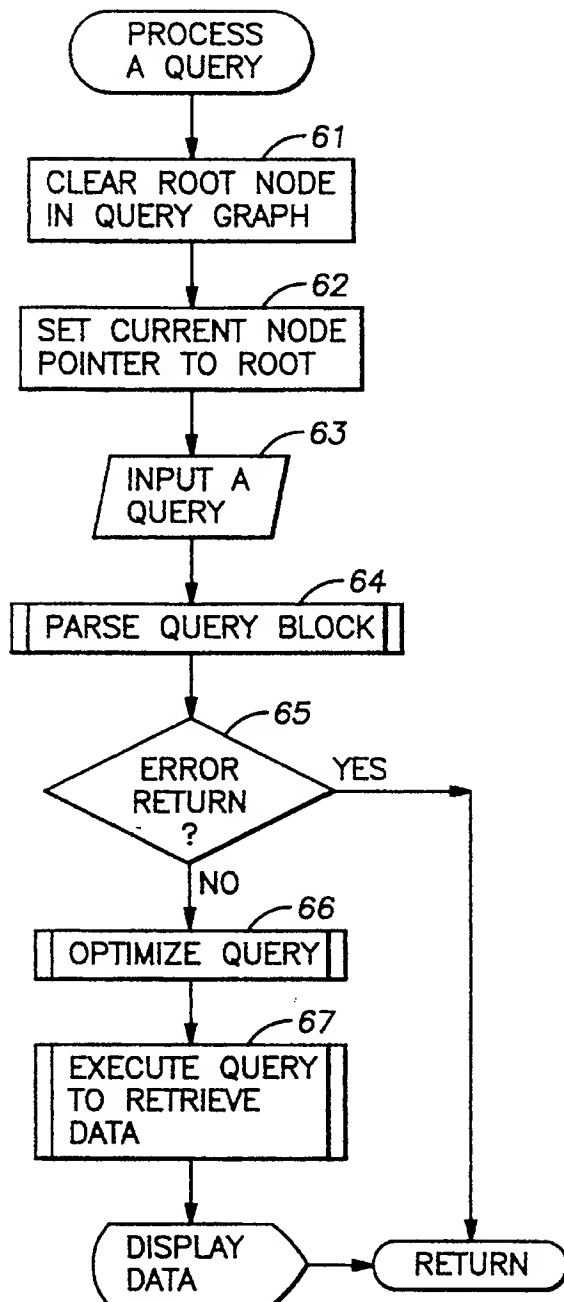 PROCESS
A QUERY
61
CLEAR ROOT NODE
IN QUERY GRAPH
62
SET CURRENT NODE
POINTER TO ROOT
63
INPUT A
QUERY
64
PARSE QUERY BLOCK
65
ERROR
RETURN
?
YES
NO
66
OPTIMIZE QUERY
67
EXECUTE QUERY
TO RETRIEVE
DATA
DISPLAY
DATA
RETURN